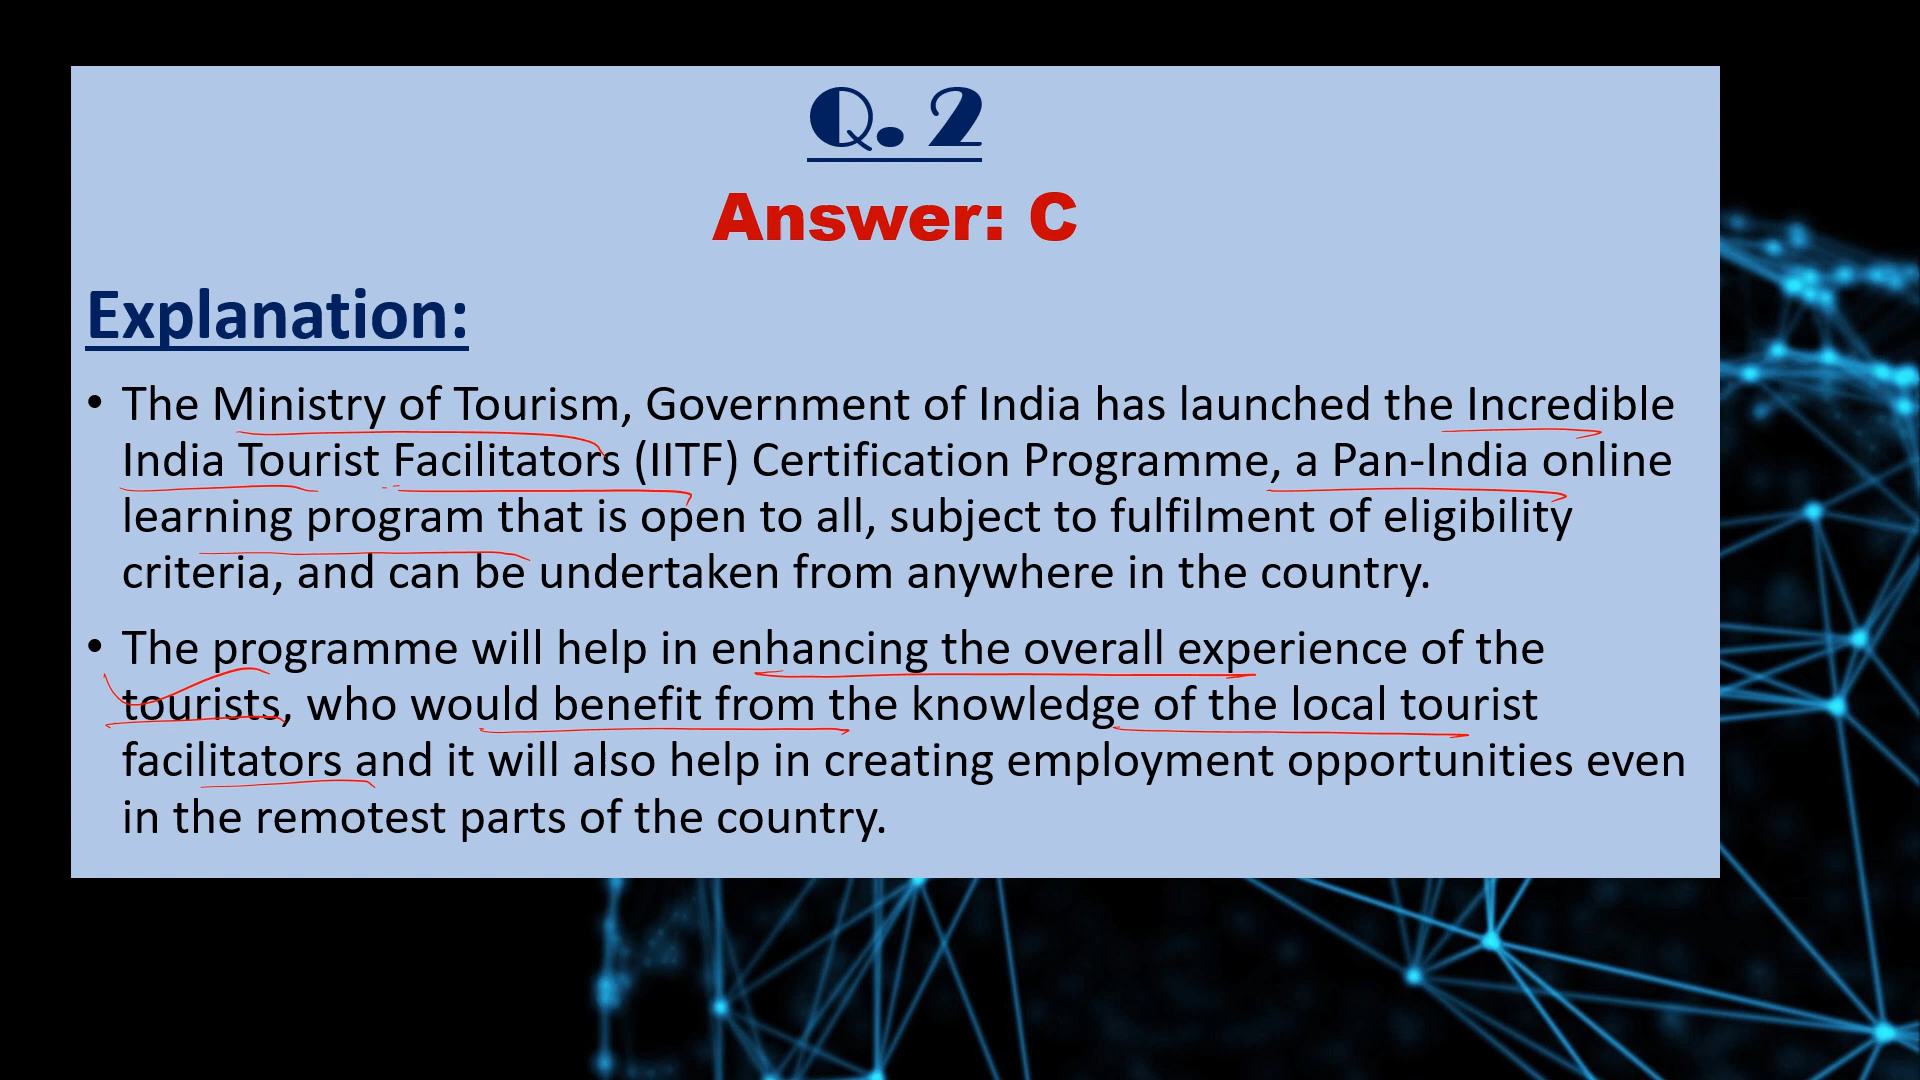 Q. 2
Answer: C
Explanation:
• The Ministry of Tourism, Government of India has launched the Incredible
India Tourist Facilitators (IITF) Certification Programme, a Pan-India online
learning program that is open to all, subject to fulfilment of eligibility
criteria, and can be undertaken from anywhere in the country.
• The programme will help in enhancing the overall experience of the
tourists, who would benefit from the knowledge of the local tourist
facilitators and it will also help in creating employment opportunities even
in the remotest parts of the country.